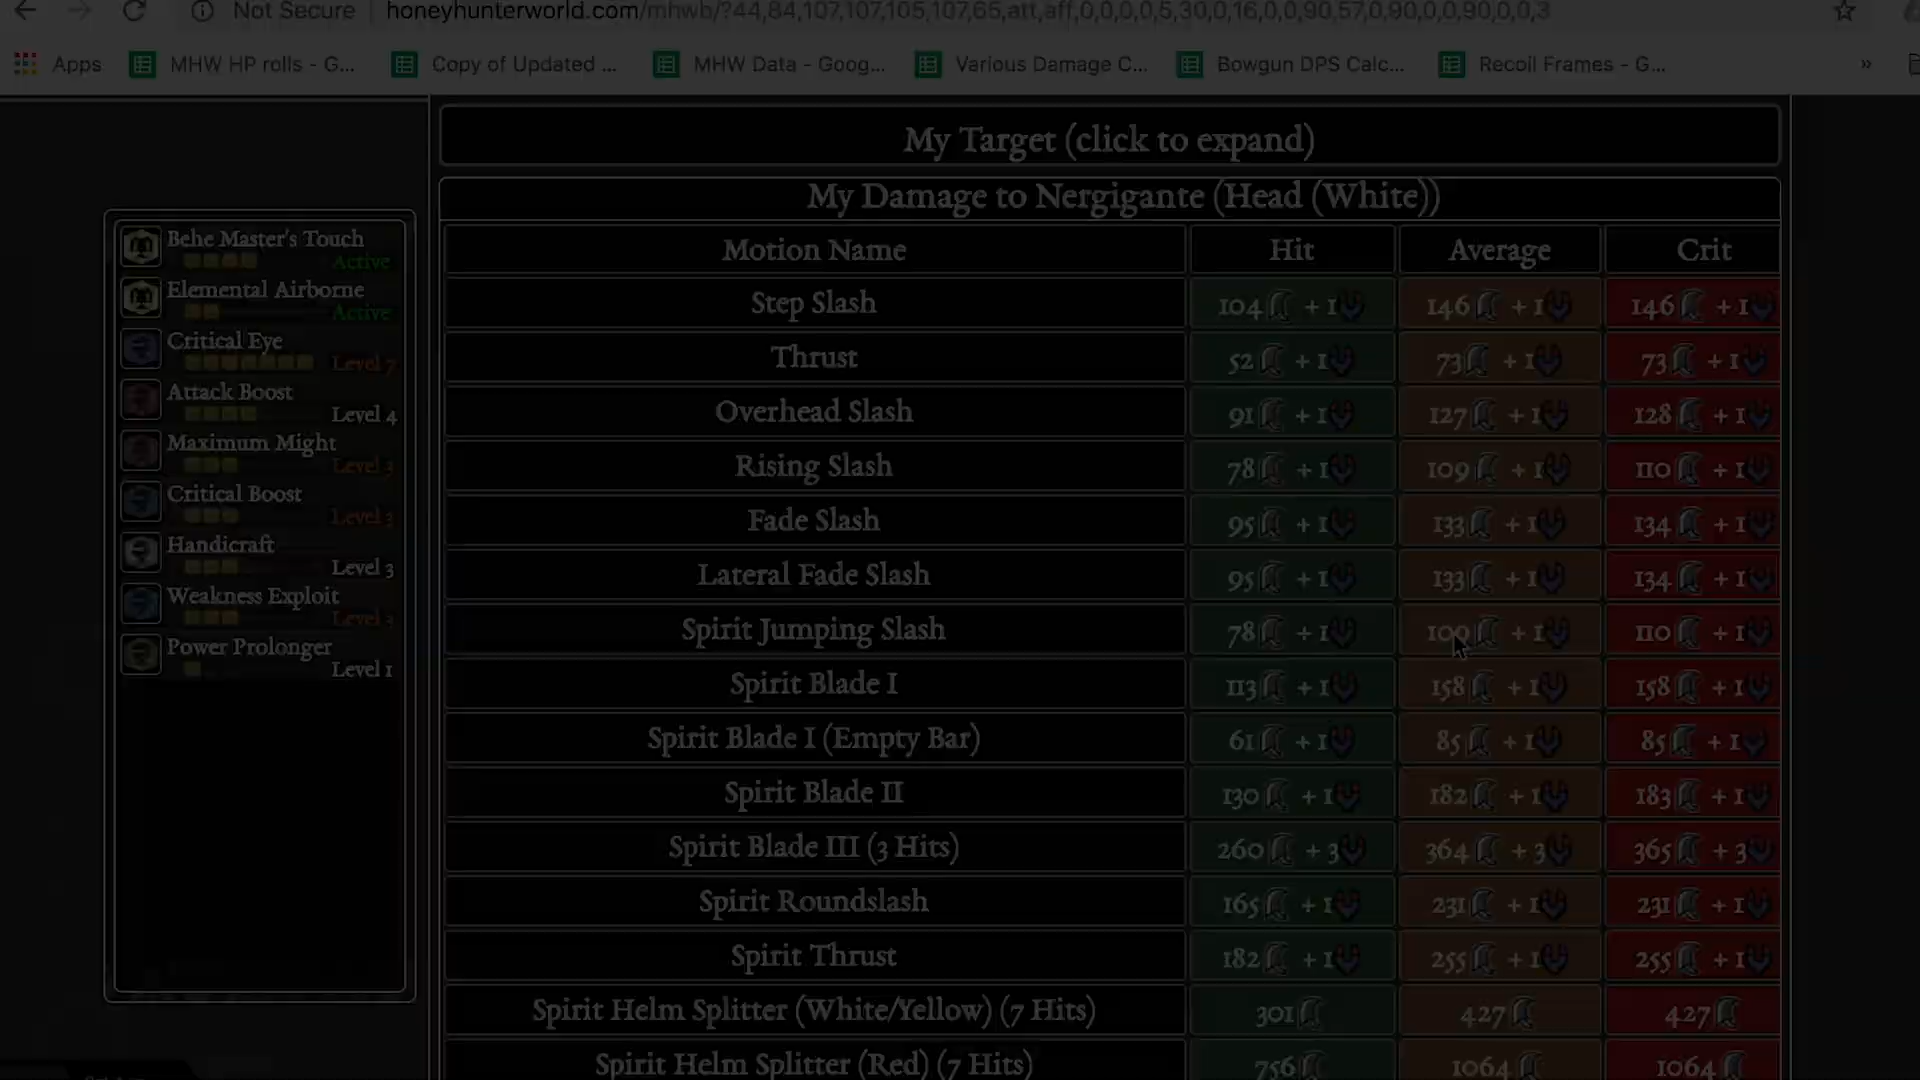 Not Secure honeyhunterworld.com/mhwb/?44,84,107,107,105,107,65,att,aff,0,0,0,0,5,30,0,16,0,0,90,57,0,90,0,0,90,0,0,3
Apps MHW HP rolls - G... Copy of Updated ... MHW Data - Goog... Various Damage C... Bowgun DPS Calc... Recoil Frames - G... »
My Target (click to expand)
My Damage to Nergigante (Head (White))
Behe Master's Touch
Active
Elemental Airborne
Active
Critical Eye
Level 7
Attack Boost
Level 4
Maximum Might
Level 3
Critical Boost
Level 3
Handicraft
Level 3
Weakness Exploit
Level 3
Power Prolonger
Level 1
Motion Name Hit Average Crit
Step Slash 104 + 1 146 + 1 146 + 1
Thrust 52 + 1 73 + 1 73 + 1
Overhead Slash 91 + 1 127 + 1 128 + 1
Rising Slash 78 + 1 109 + 1 110 + 1
Fade Slash 95 + 1 133 + 1 134 + 1
Lateral Fade Slash 95 + 1 133 + 1 134 + 1
Spirit Jumping Slash 78 + 1 109 + 1 110 + 1
Spirit Blade I 113 + 1 158 + 1 158 + 1
Spirit Blade I (Empty Bar) 61 + 1 85 + 1 85 + 1
Spirit Blade II 130 + 1 182 + 1 183 + 1
Spirit Blade III (3 Hits) 260 + 3 364 + 3 365 + 3
Spirit Roundslash 165 + 1 231 + 1 231 + 1
Spirit Thrust 182 + 1 255 + 1 255 + 1
Spirit Helm Splitter (White/Yellow) (7 Hits) 301 427 427
Spirit Helm Splitter (Red) (7 Hits) 756 1064 1064